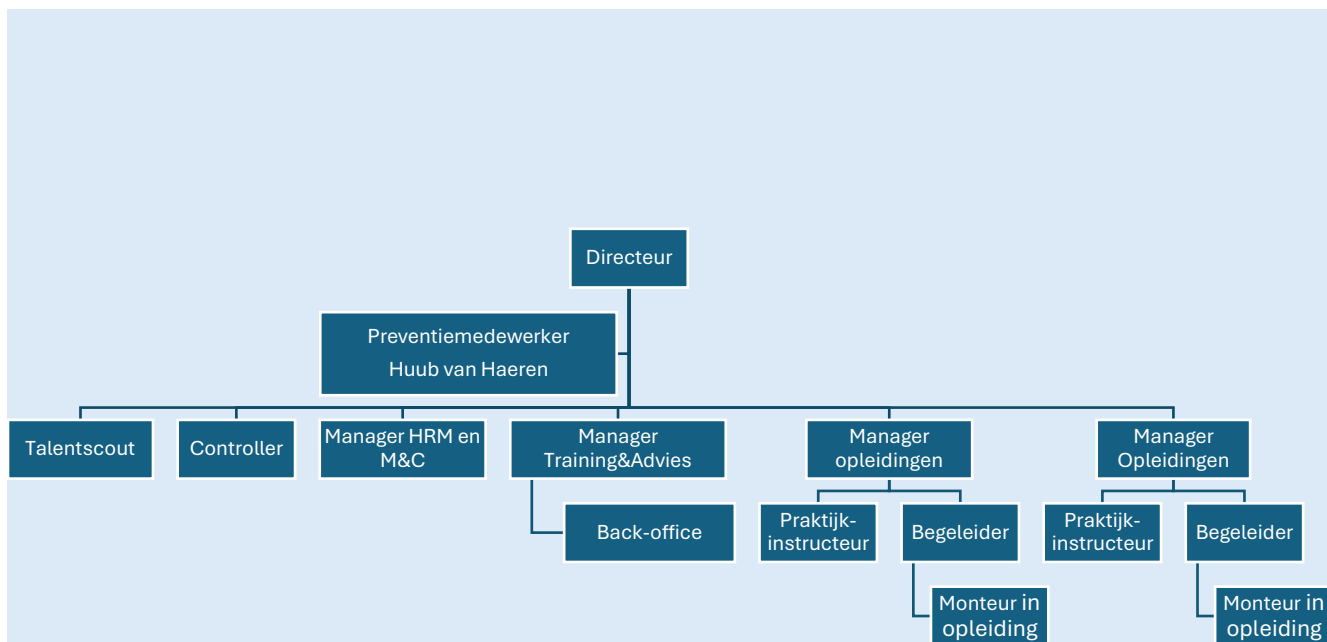 Directeur
Preventiemedewerker
Huub van Haeren
Talentscout
Controller
Manager HRM en
M&C
Manager
Training&Advies
Manager
opleidingen
Manager
Opleidingen
Back-office
Praktijk-
instructeur
Begeleider
Praktijk-
instructeur
Begeleider
Monteur in
opleiding
Monteur in
opleiding